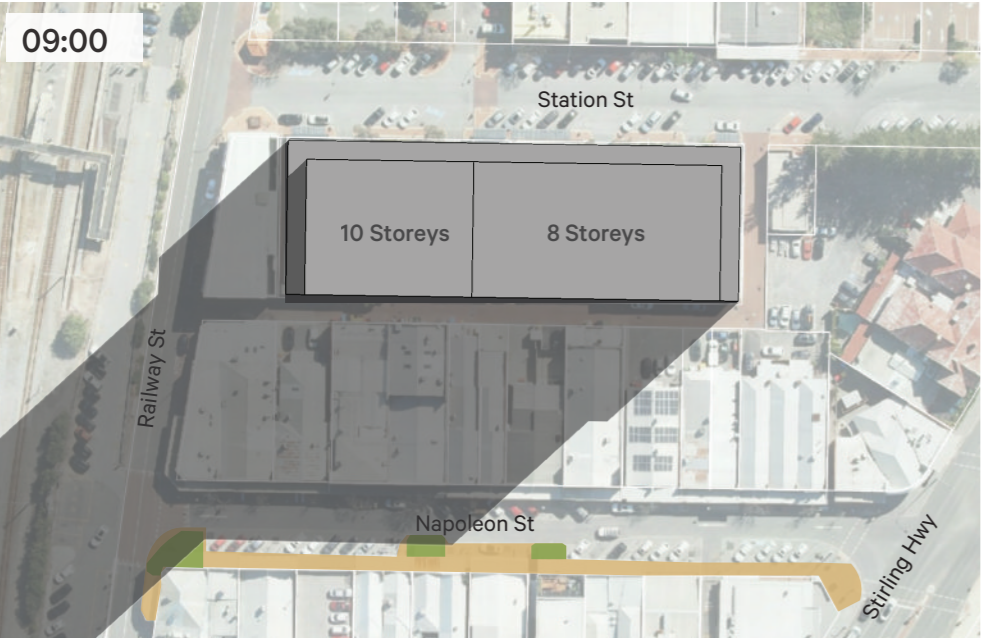 09:00
Station St
10 Storeys
8 Storeys
Railway St
Napoleon St
Stirling Hwy